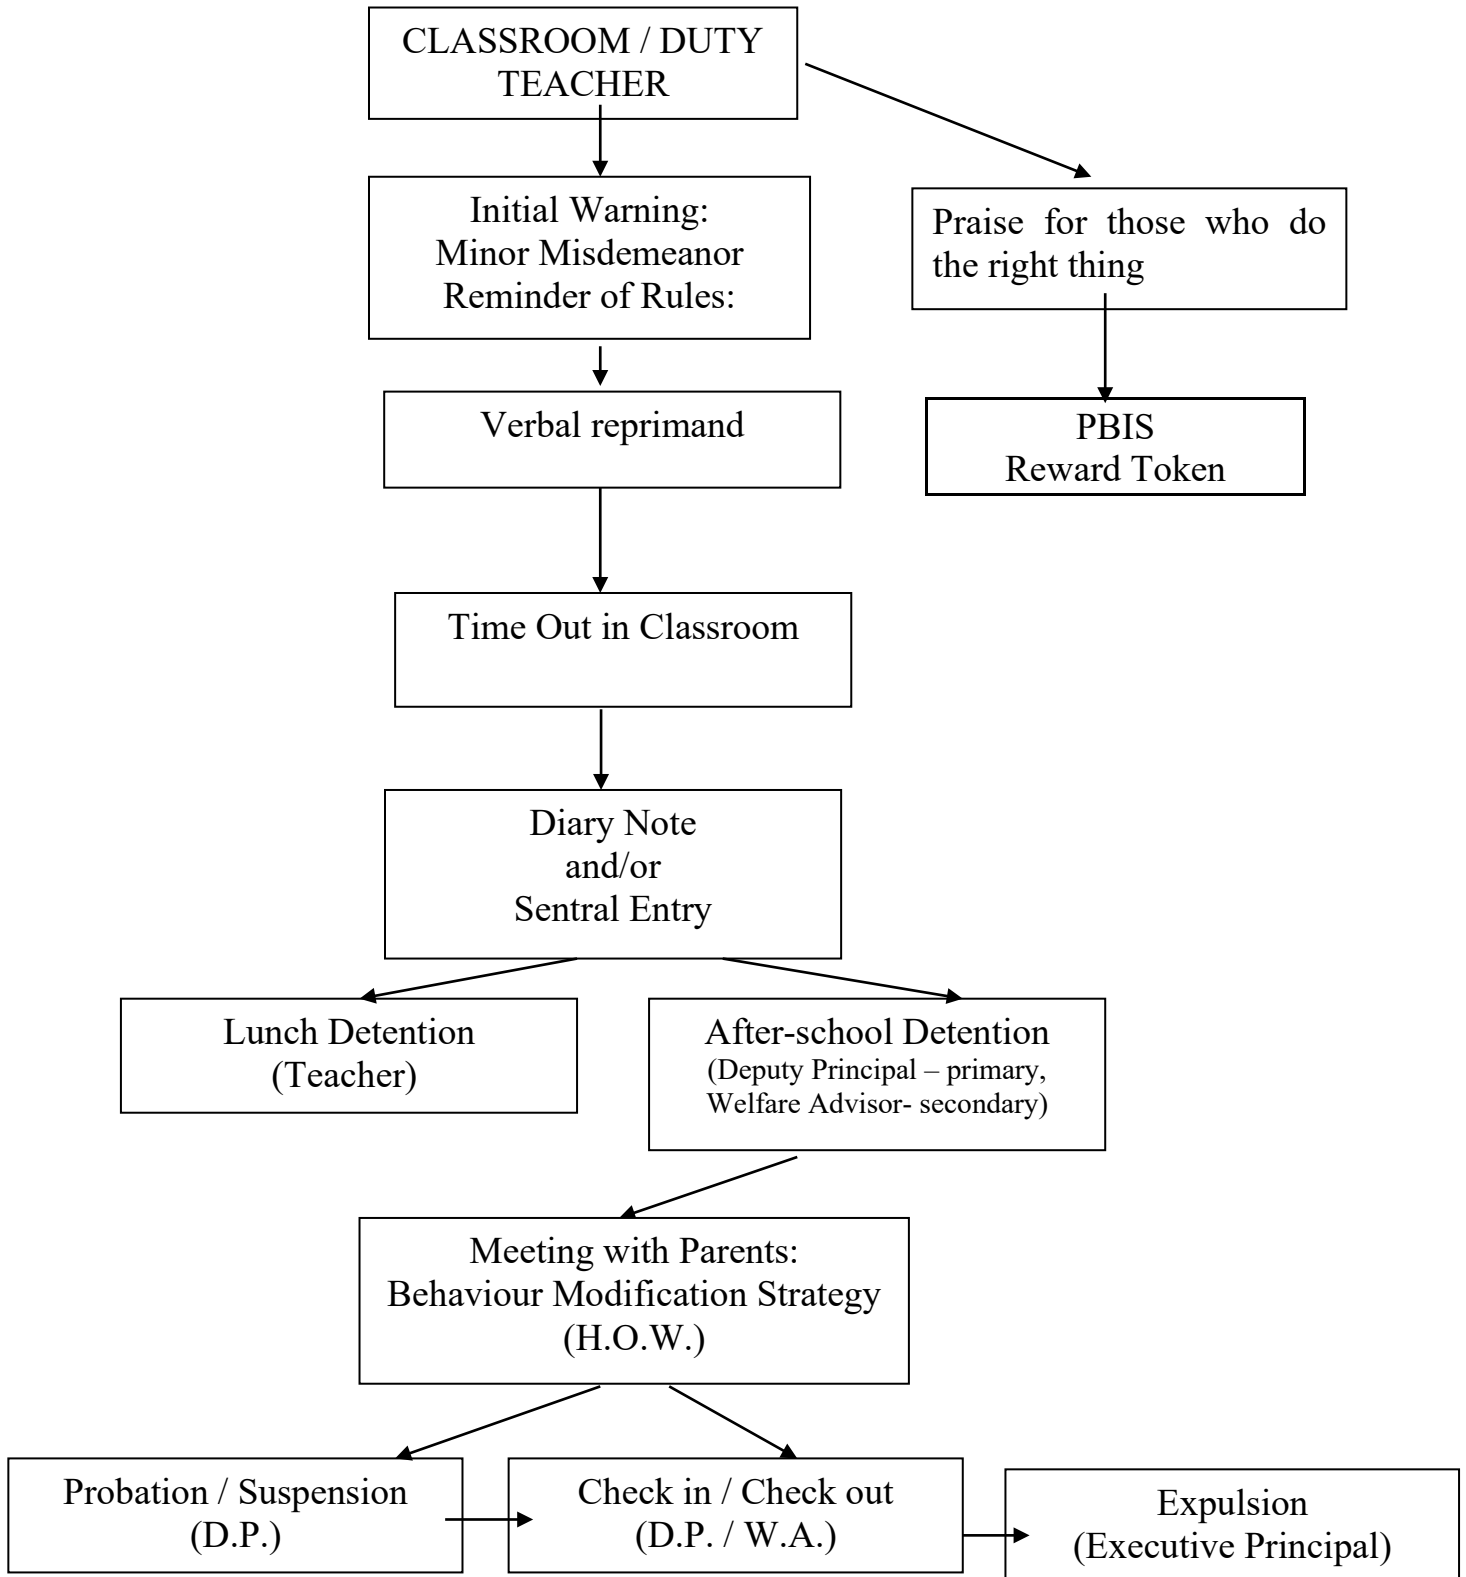 CLASSROOM / DUTY
TEACHER
Initial Warning:
Minor Misdemeanor
Reminder of Rules:
Praise for those who do
the right thing
Verbal reprimand
PBIS
Reward Token
Time Out in Classroom
Diary Note
and/or
Sentral Entry
Lunch Detention
(Teacher)
After-school Detention
(Deputy Principal – primary,
Welfare Advisor- secondary)
Meeting with Parents:
Behaviour Modification Strategy
(H.O.W.)
Probation / Suspension
(D.P.)
Check in / Check out
(D.P. / W.A.)
Expulsion
(Executive Principal)